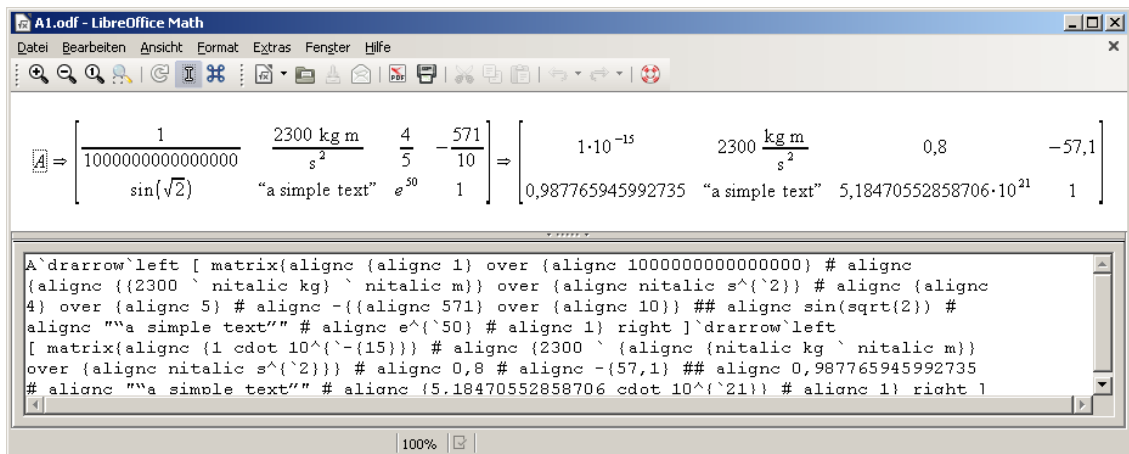 A1.odf - LibreOffice Math
Datei Bearbeiten Ansicht Format Extras Fenster Hilfe
PDF
A ⇒ [ 1/1000000000000000 2300 kg m/s² 4/5 −571/10 ] ⇒ [ 1·10⁻¹⁵ 2300 kg m/s² 0,8 −57,1 ]
[ sin(√2) “a simple text” e⁵⁰ 1 ] [ 0,987765945992735 “a simple text” 5,18470552858706·10²¹ 1 ]
A`drarrow`left [ matrix{alignc {alignc 1} over {alignc 1000000000000000} # alignc
{alignc {{2300 ` nitalic kg} ` nitalic m}} over {alignc nitalic s^{`2}} # alignc {alignc
4} over {alignc 5} # alignc -{{alignc 571} over {alignc 10}} ## alignc sin(sqrt{2}) #
alignc "“a simple text”" # alignc e^{`50} # alignc 1} right ]`drarrow`left
[ matrix{alignc {1 cdot 10^{`-{15}}} # alignc {2300 ` {alignc {nitalic kg ` nitalic m}}
over {alignc nitalic s^{`2}}} # alignc 0,8 # alignc -{57,1} ## alignc 0,987765945992735
# alignc "“a simple text”" # alignc {5,18470552858706 cdot 10^{`21}} # alignc 1} right ]
100%